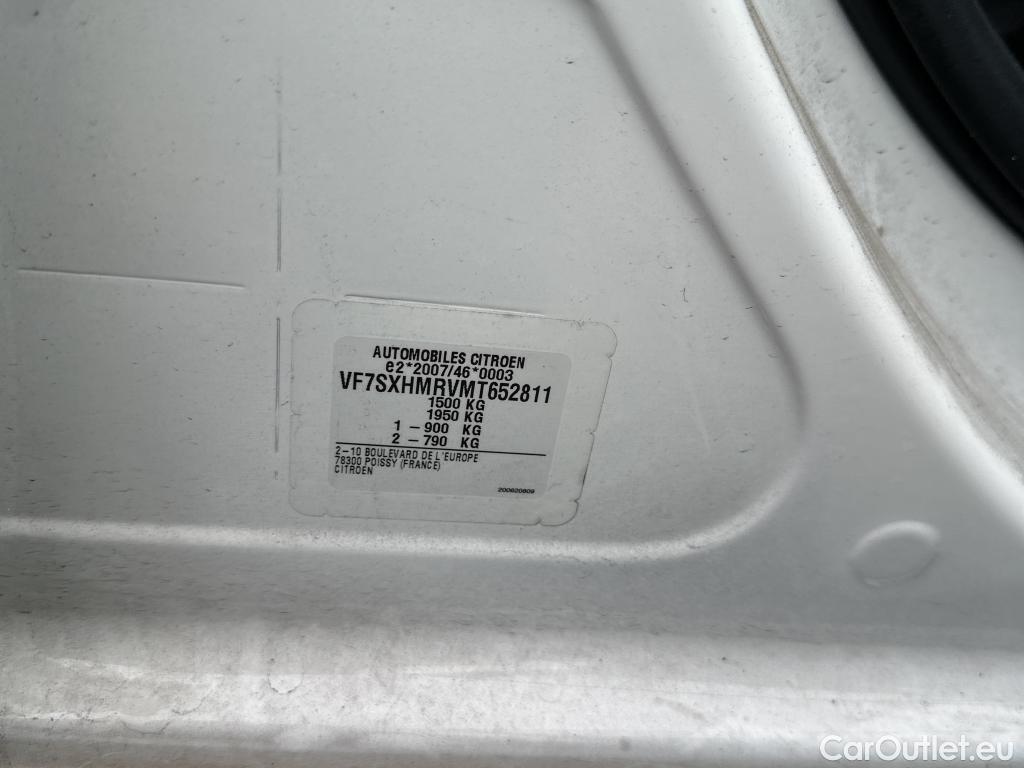 AUTOMOBILES CITROEN
e2*2007/46*0003
VF7SXHMRVMT652811
1500 KG
1950 KG
1 – 900 KG
2 – 790 KG
2–10 BOULEVARD DE L'EUROPE
78300 POISSY (FRANCE)
CITROEN
200620809
CarOutlet.eu